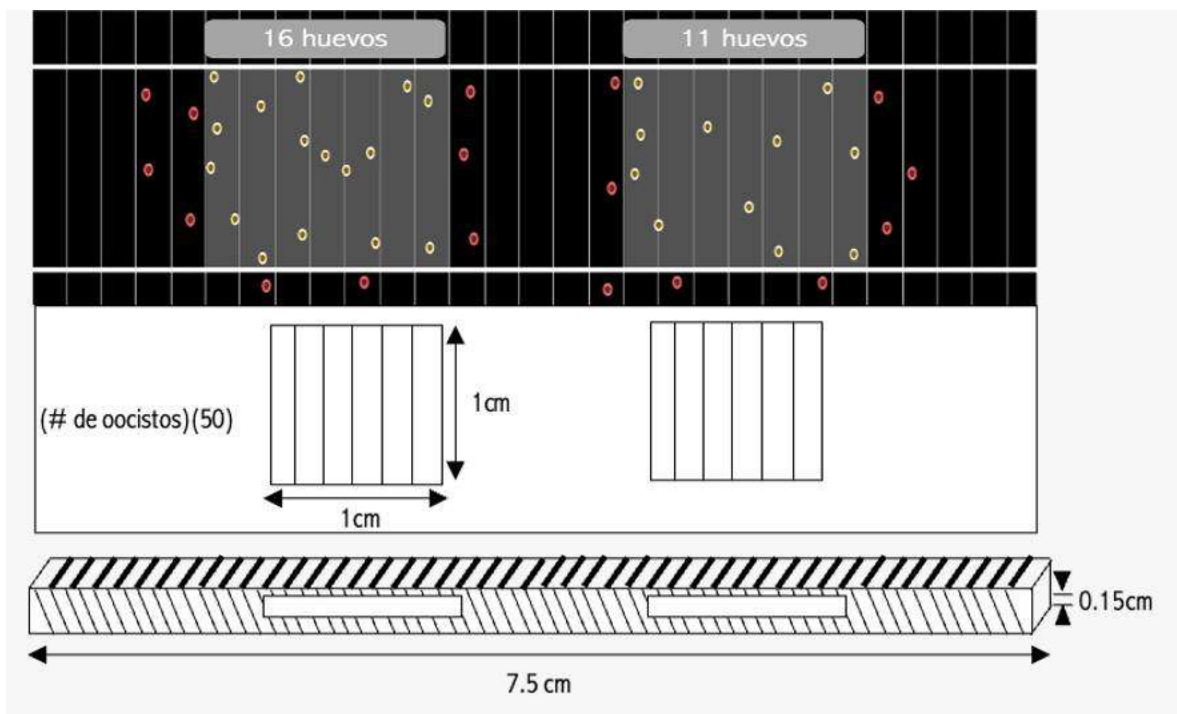 16 huevos
11 huevos
(# de oocistos)(50)
1cm
1cm
0.15cm
7.5 cm